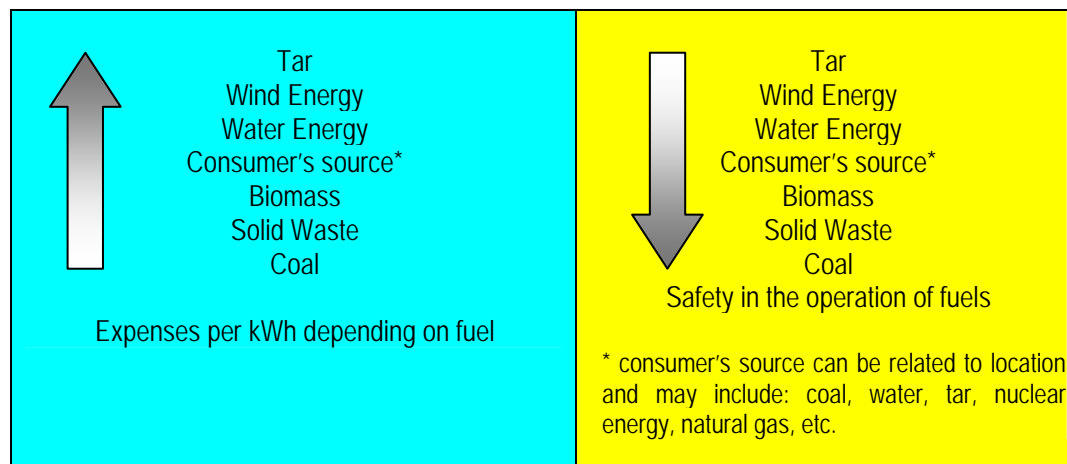 Tar
Wind Energy
Water Energy
Consumer's source*
Biomass
Solid Waste
Coal
Expenses per kWh depending on fuel
Tar
Wind Energy
Water Energy
Consumer's source*
Biomass
Solid Waste
Coal
Safety in the operation of fuels
* consumer's source can be related to location
and may include: coal, water, tar, nuclear
energy, natural gas, etc.